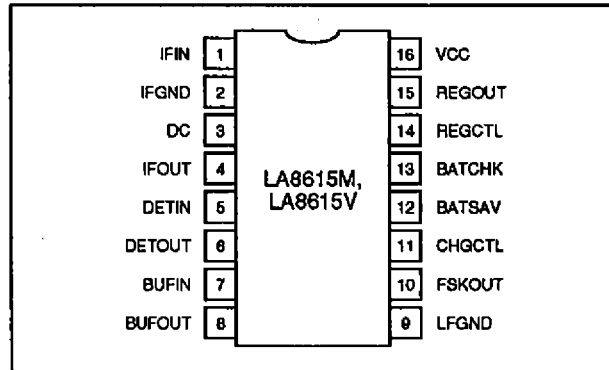 IFIN 1 16 VCC
IFGND 2 15 REGOUT
DC 3 14 REGCTL
IFOUT 4 13 BATCHK
LA8615M,
LA8615V
DETIN 5 12 BATSAV
DETOUT 6 11 CHGCTL
BUFIN 7 10 FSKOUT
BUFOUT 8 9 LFGND